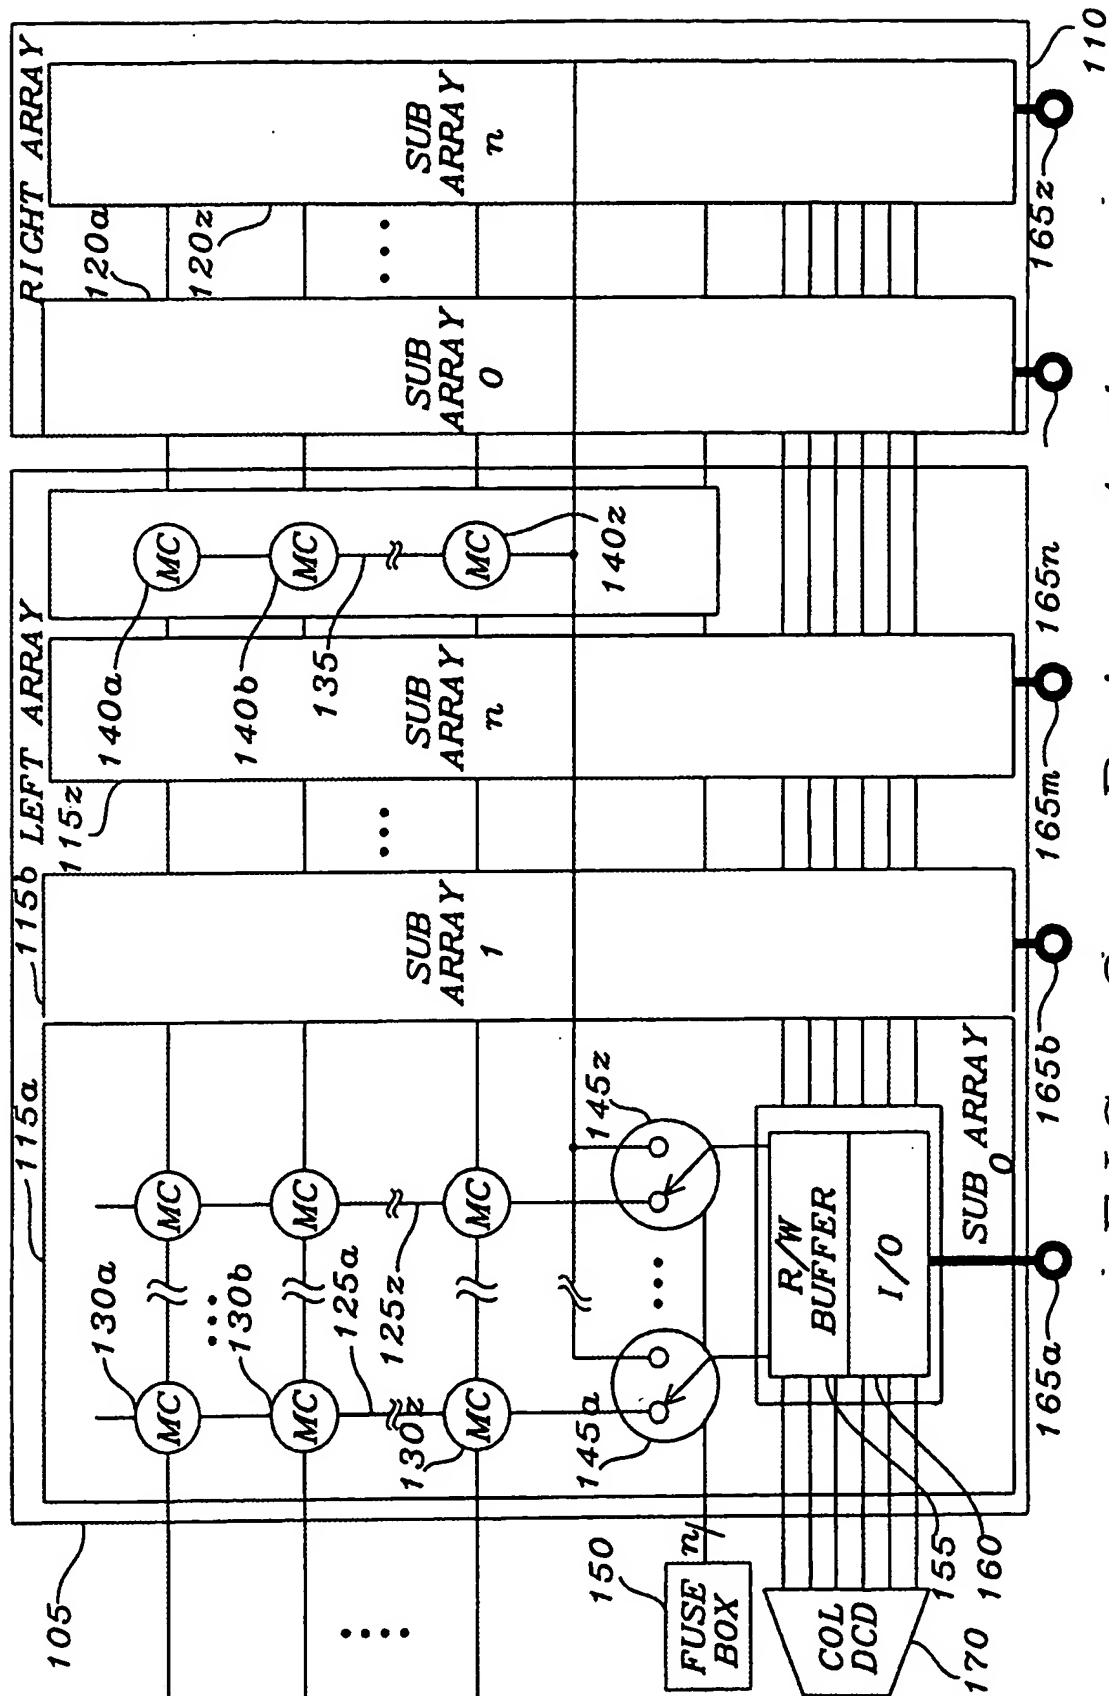 RIGHT ARRAY
LEFT ARRAY
105
115a
115b
115z
120a
120z
110
130a
130b
130z
125a
125z
140a
140b
135
140z
MC
MC
MC
MC
MC
MC
MC
MC
MC
SUB
ARRAY
1
SUB
ARRAY
n
SUB
ARRAY
0
SUB
ARRAY
n
145a
145z
150
n
FUSE
BOX
R/W
BUFFER
I/O
SUB ARRAY
0
COL
DCD
170
155
160
165a
165b
165m
165n
165z